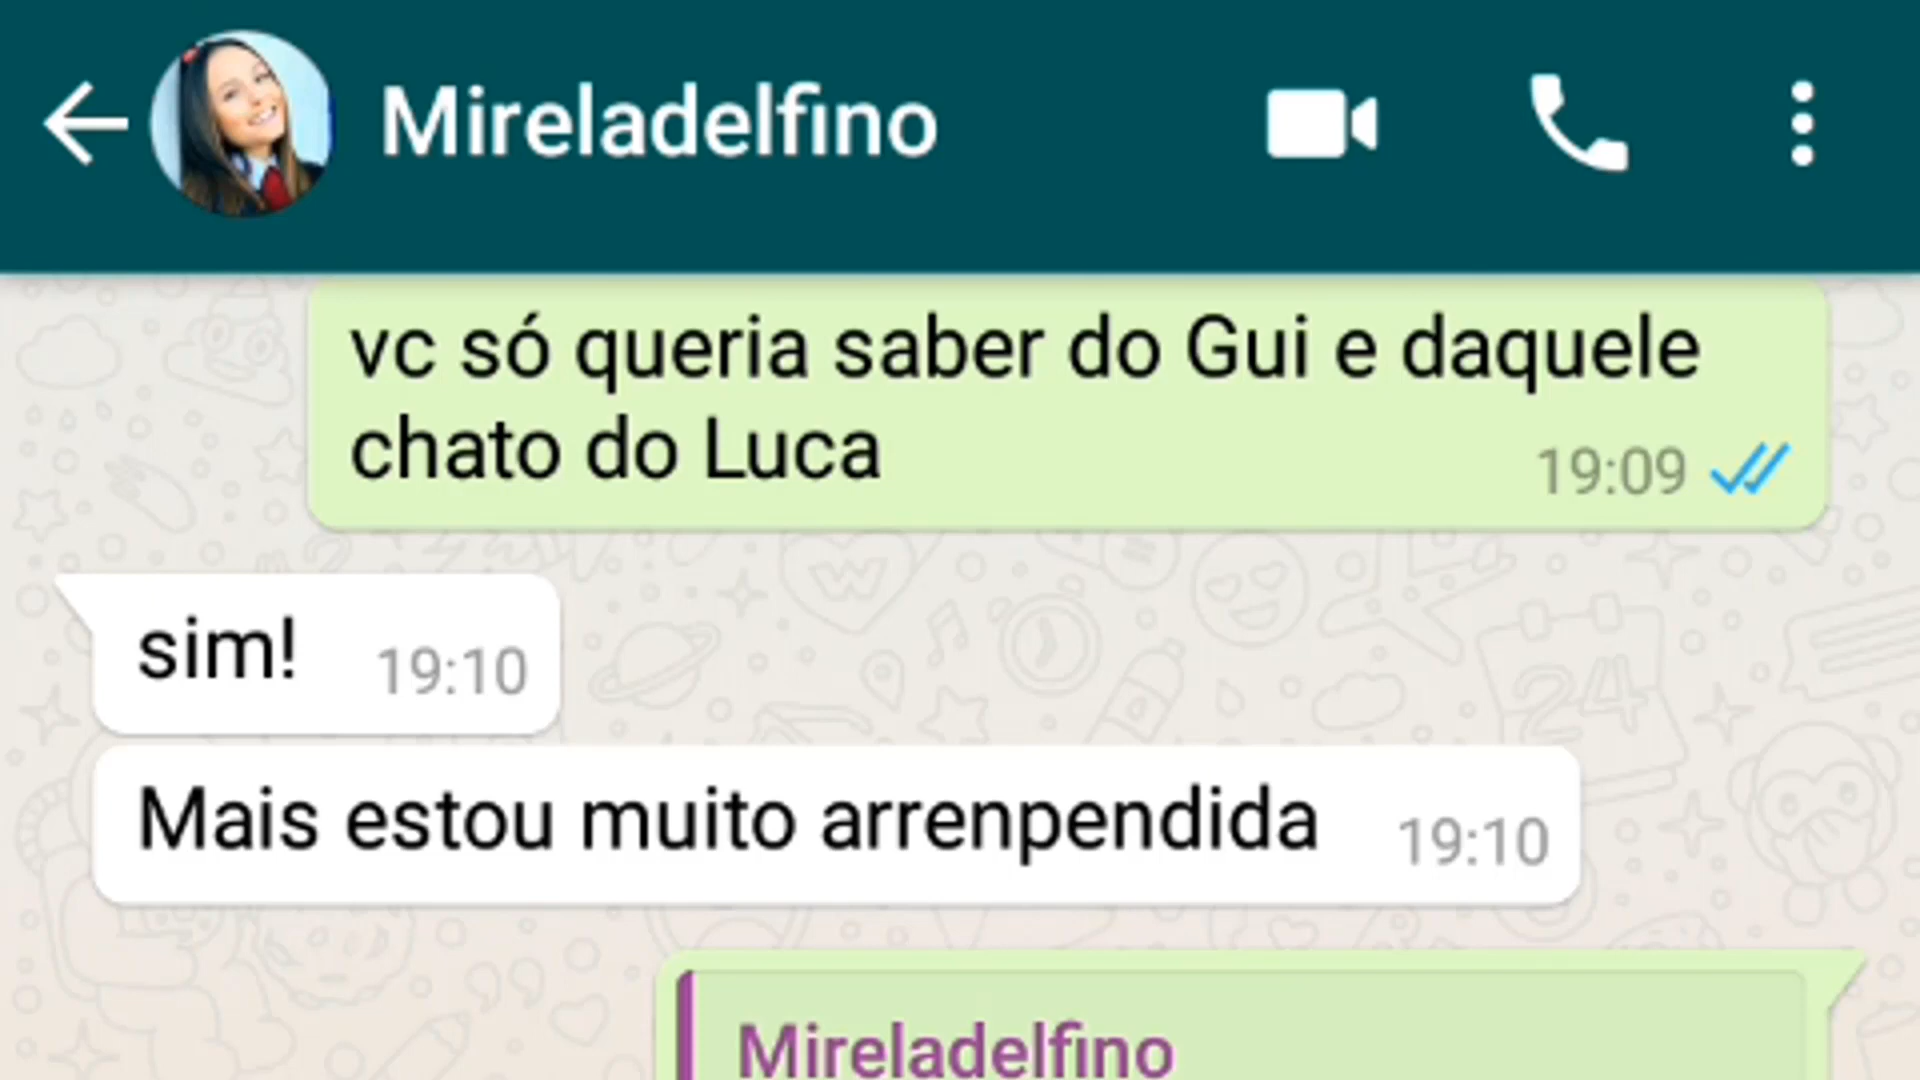 Mireladelfino
vc só queria saber do Gui e daquele
chato do Luca
19:09
sim!
19:10
Mais estou muito arrenpendida
19:10
Mireladelfino